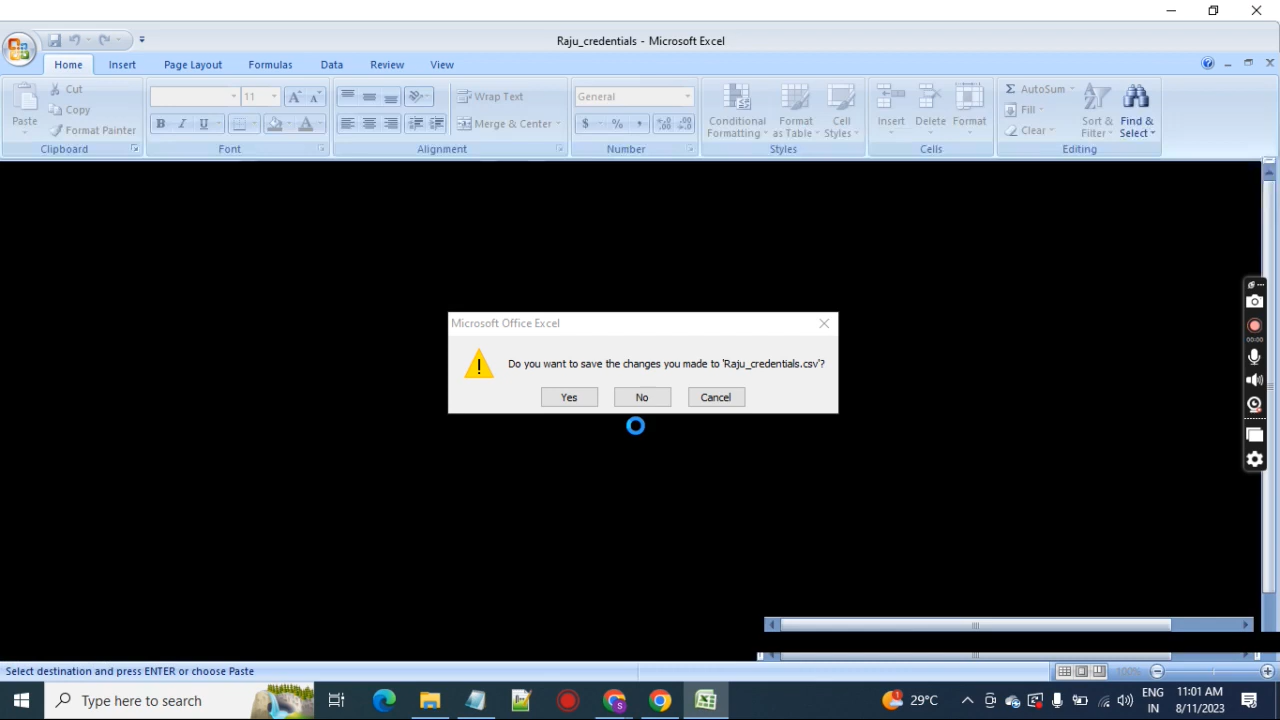 Raju_credentials - Microsoft Excel
Home Insert Page Layout Formulas Data Review View
Paste
Cut
Copy
Format Painter
Clipboard
11 A A
B I U A
Font
Wrap Text
Merge & Center
Alignment
General
$ % ,
Number
Conditional Formatting
Format as Table
Cell Styles
Styles
Insert Delete Format
Cells
Σ AutoSum
Fill
Clear
Sort & Filter
Find & Select
Editing
Microsoft Office Excel
Do you want to save the changes you made to 'Raju_credentials.csv'?
Yes No Cancel
00:00
Select destination and press ENTER or choose Paste
100%
Type here to search
1
29°C
ENG
IN
11:01 AM
8/11/2023